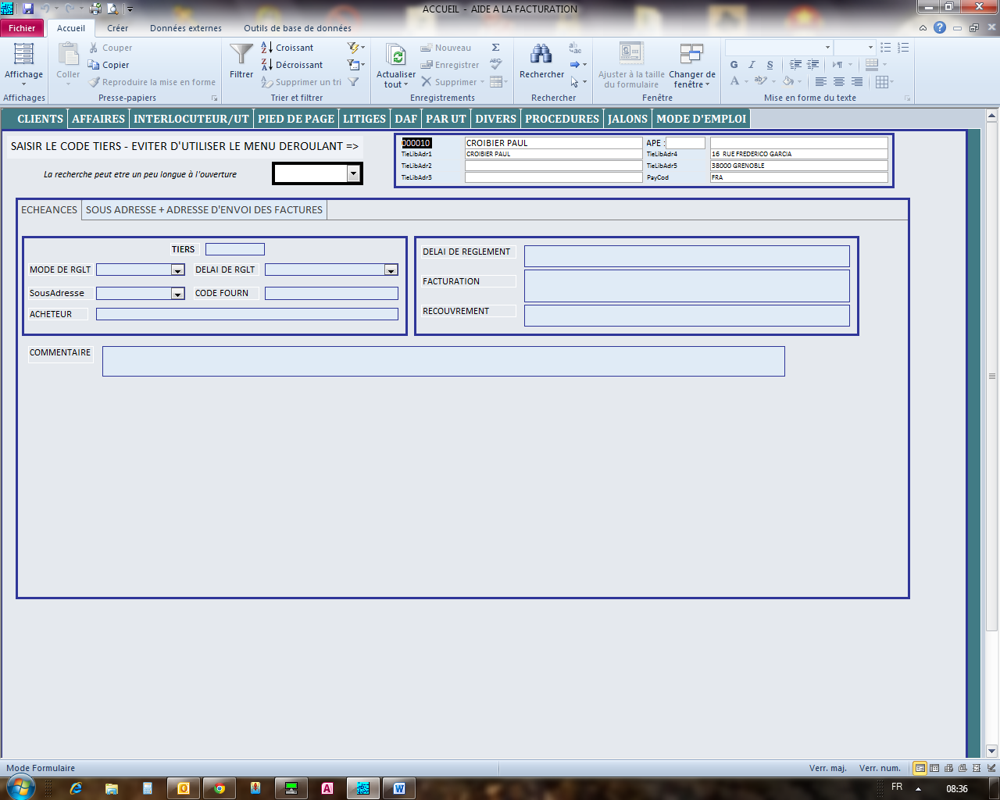 ACCUEIL - AIDE A LA FACTURATION
Fichier Accueil Créer Données externes Outils de base de données
Affichage
Affichages
Coller
Couper
Copier
Reproduire la mise en forme
Presse-papiers
Filtrer
Croissant
Décroissant
Supprimer un tri
Trier et filtrer
Actualiser tout
Nouveau
Enregistrer
Supprimer
Enregistrements
Rechercher
Rechercher
Ajuster à la taille du formulaire
Changer de fenêtre
Fenêtre
G I S
A
Mise en forme du texte
CLIENTS AFFAIRES INTERLOCUTEUR/UT PIED DE PAGE LITIGES DAF PAR UT DIVERS PROCEDURES JALONS MODE D'EMPLOI
SAISIR LE CODE TIERS - EVITER D'UTILISER LE MENU DEROULANT =>
La recherche peut etre un peu longue à l'ouverture
000010 CROIBIER PAUL APE :
TieLibAdr1 CROIBIER PAUL TieLibAdr4 16 RUE FREDERICO GARCIA
TieLibAdr2 TieLibAdr5 38000 GRENOBLE
TieLibAdr3 PayCod FRA
ECHEANCES SOUS ADRESSE + ADRESSE D'ENVOI DES FACTURES
TIERS
MODE DE RGLT DELAI DE RGLT
SousAdresse CODE FOURN
ACHETEUR
DELAI DE REGLEMENT
FACTURATION
RECOUVREMENT
COMMENTAIRE
Mode Formulaire Verr. maj. Verr. num.
FR 08:36